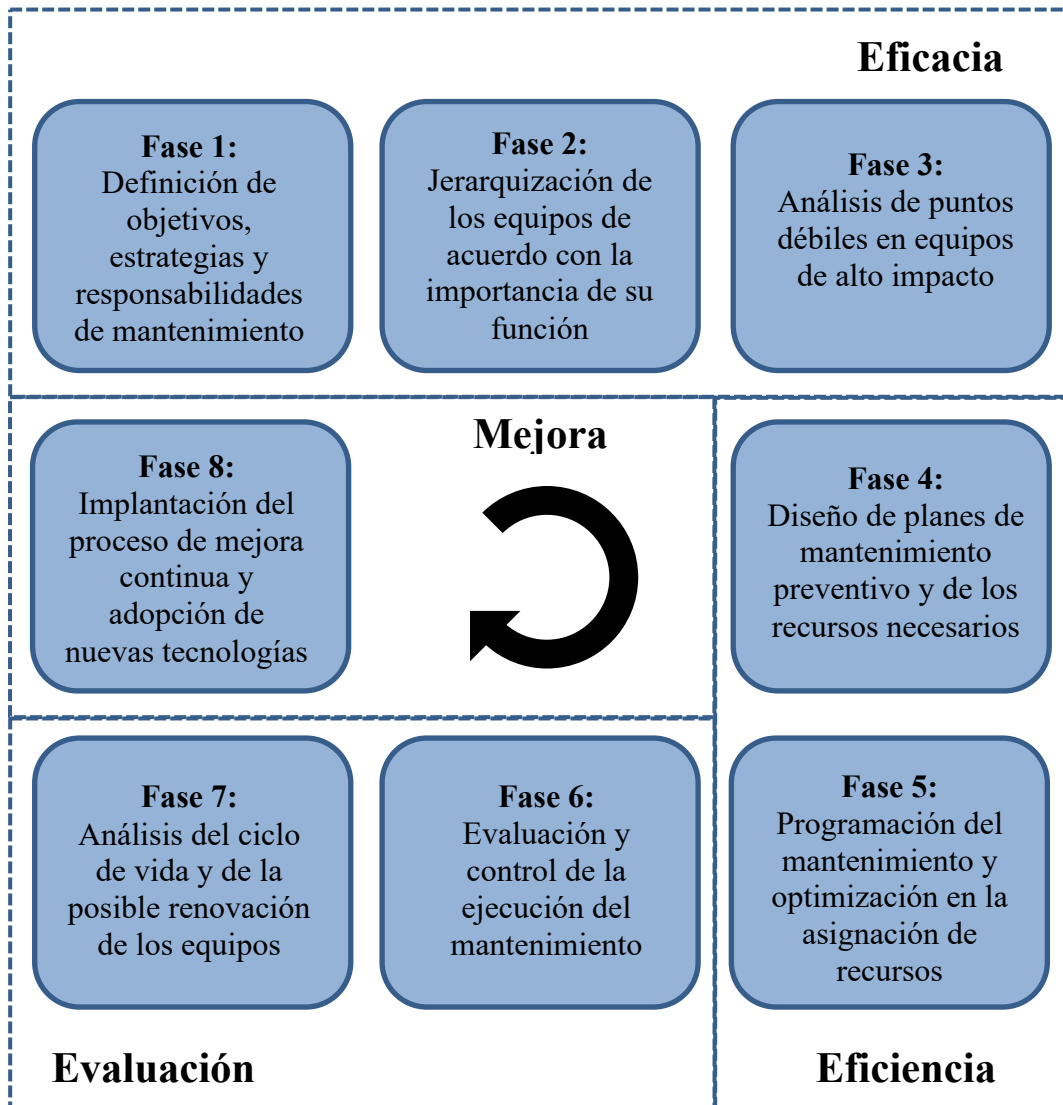 Eficacia
Fase 1:
Definición de
objetivos,
estrategias y
responsabilidades
de mantenimiento
Fase 2:
Jerarquización de
los equipos de
acuerdo con la
importancia de su
función
Fase 3:
Análisis de puntos
débiles en equipos
de alto impacto
Mejora
Fase 8:
Implantación del
proceso de mejora
continua y
adopción de
nuevas tecnologías
Fase 4:
Diseño de planes de
mantenimiento
preventivo y de los
recursos necesarios
Fase 7:
Análisis del ciclo
de vida y de la
posible renovación
de los equipos
Fase 6:
Evaluación y
control de la
ejecución del
mantenimiento
Fase 5:
Programación del
mantenimiento y
optimización en la
asignación de
recursos
Evaluación
Eficiencia